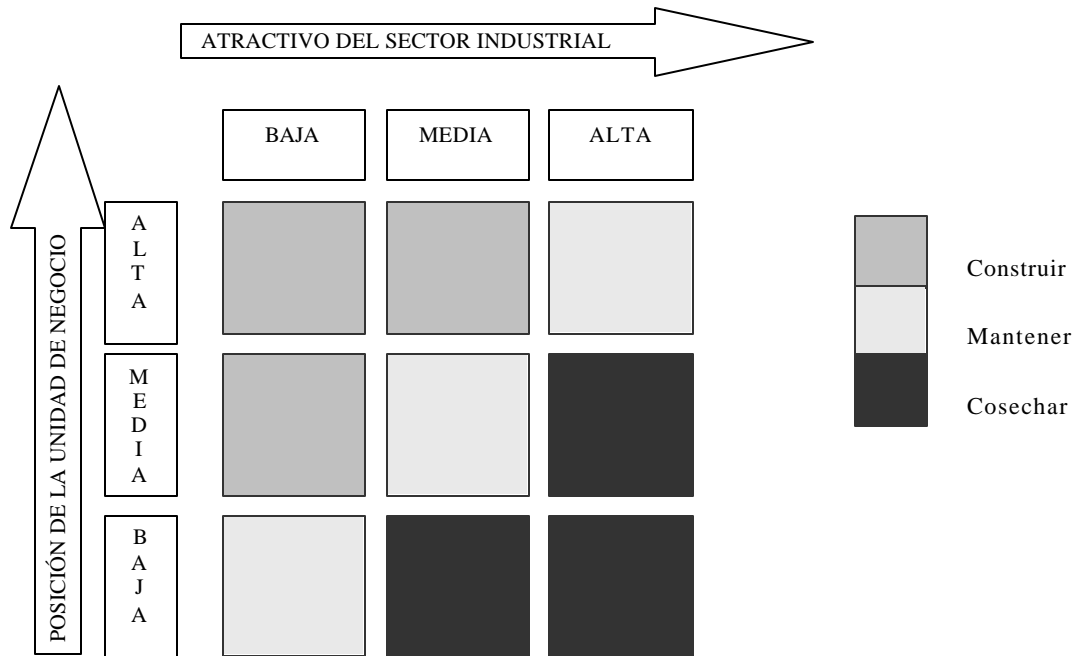 ATRACTIVO DEL SECTOR INDUSTRIAL
BAJA
MEDIA
ALTA
POSICIÓN DE LA UNIDAD DE NEGOCIO
ALTA
MEDIA
BAJA
Construir
Mantener
Cosechar